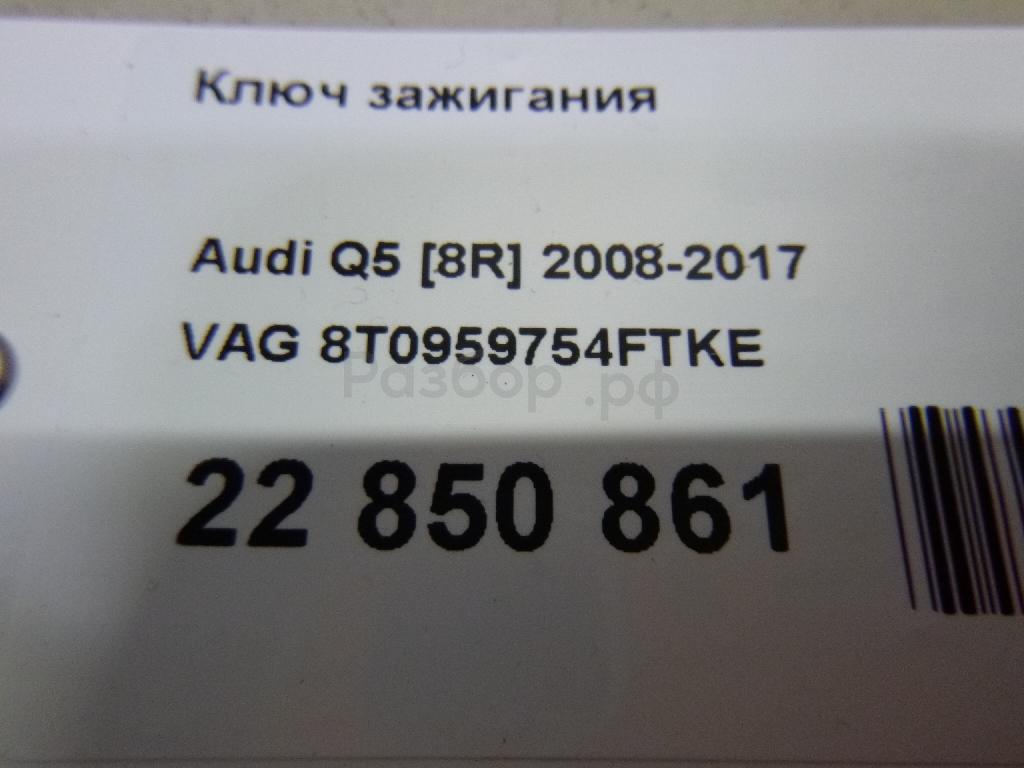 Ключ зажигания
Audi Q5 [8R] 2008-2017
VAG 8T0959754FTKE
Разбор.рф
22 850 861